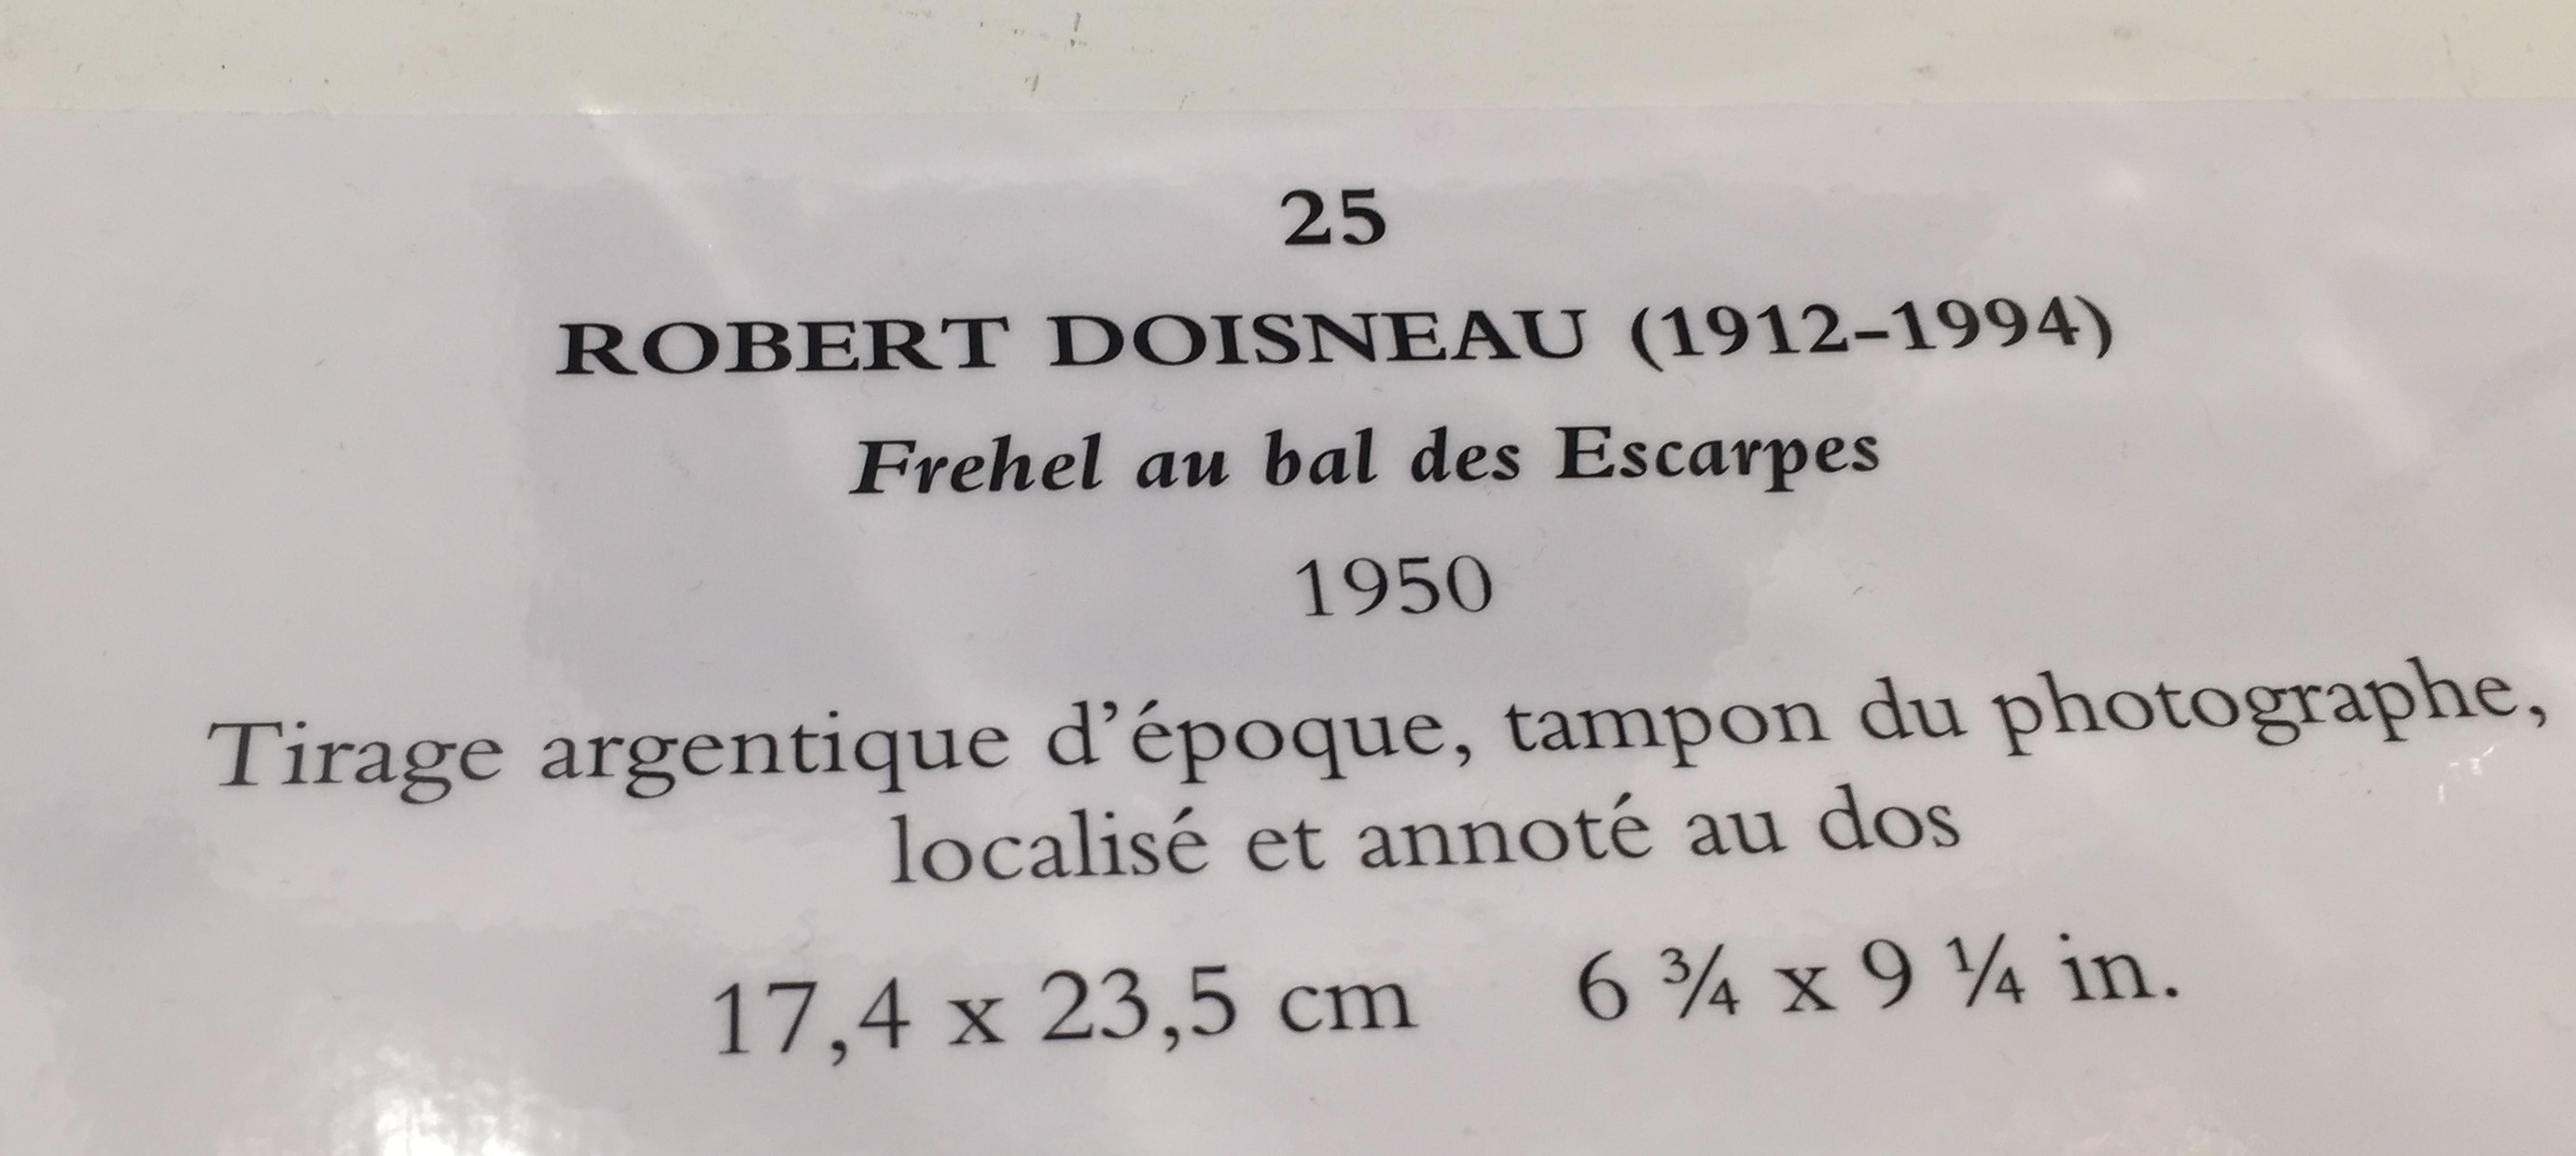 25
ROBERT DOISNEAU (1912-1994)
Frehel au bal des Escarpes
1950
Tirage argentique d'époque, tampon du photographe,
localisé et annoté au dos
17,4 x 23,5 cm 6 ¾ x 9 ¼ in.